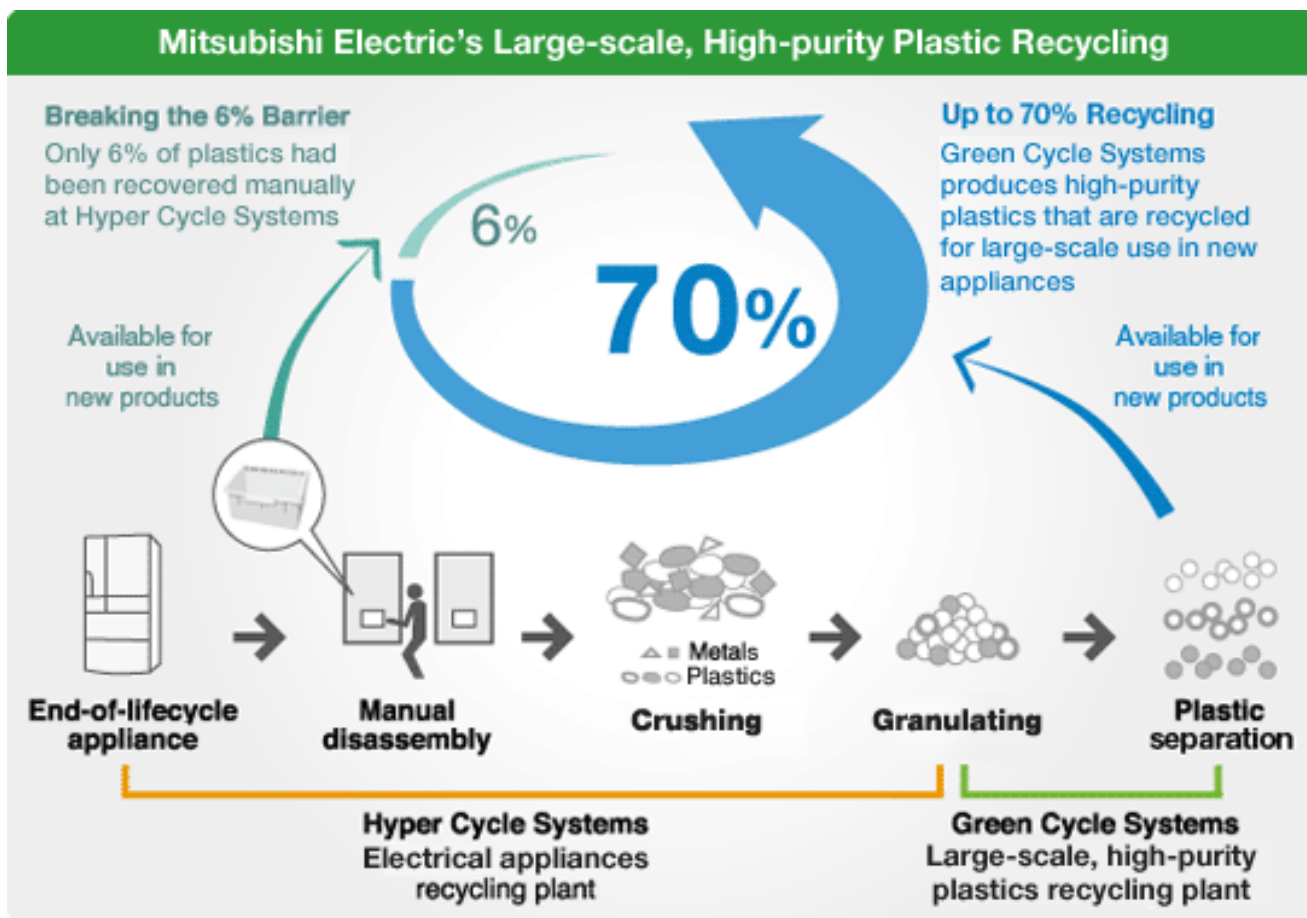 Mitsubishi Electric's Large-scale, High-purity Plastic Recycling
Breaking the 6% Barrier
Only 6% of plastics had
been recovered manually
at Hyper Cycle Systems
Up to 70% Recycling
Green Cycle Systems
produces high-purity
plastics that are recycled
for large-scale use in new
appliances
6%
70%
Available for
use in
new products
Available for
use in
new products
Metals
Plastics
End-of-lifecycle
appliance
Manual
disassembly
Crushing
Granulating
Plastic
separation
Hyper Cycle Systems
Electrical appliances
recycling plant
Green Cycle Systems
Large-scale, high-purity
plastics recycling plant